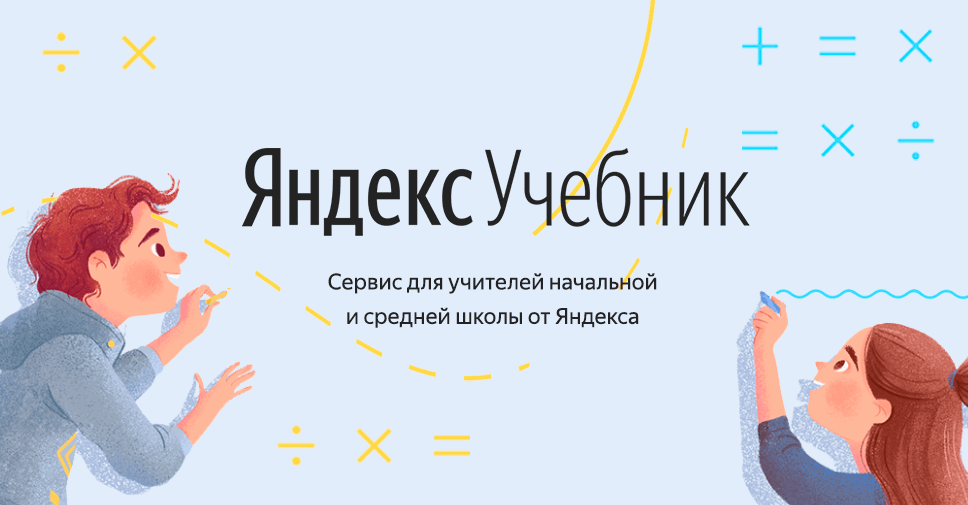 ÷ ×
+ = ×
= × ÷
Яндекс Учебник
Сервис для учителей начальной
и средней школы от Яндекса
÷ × =